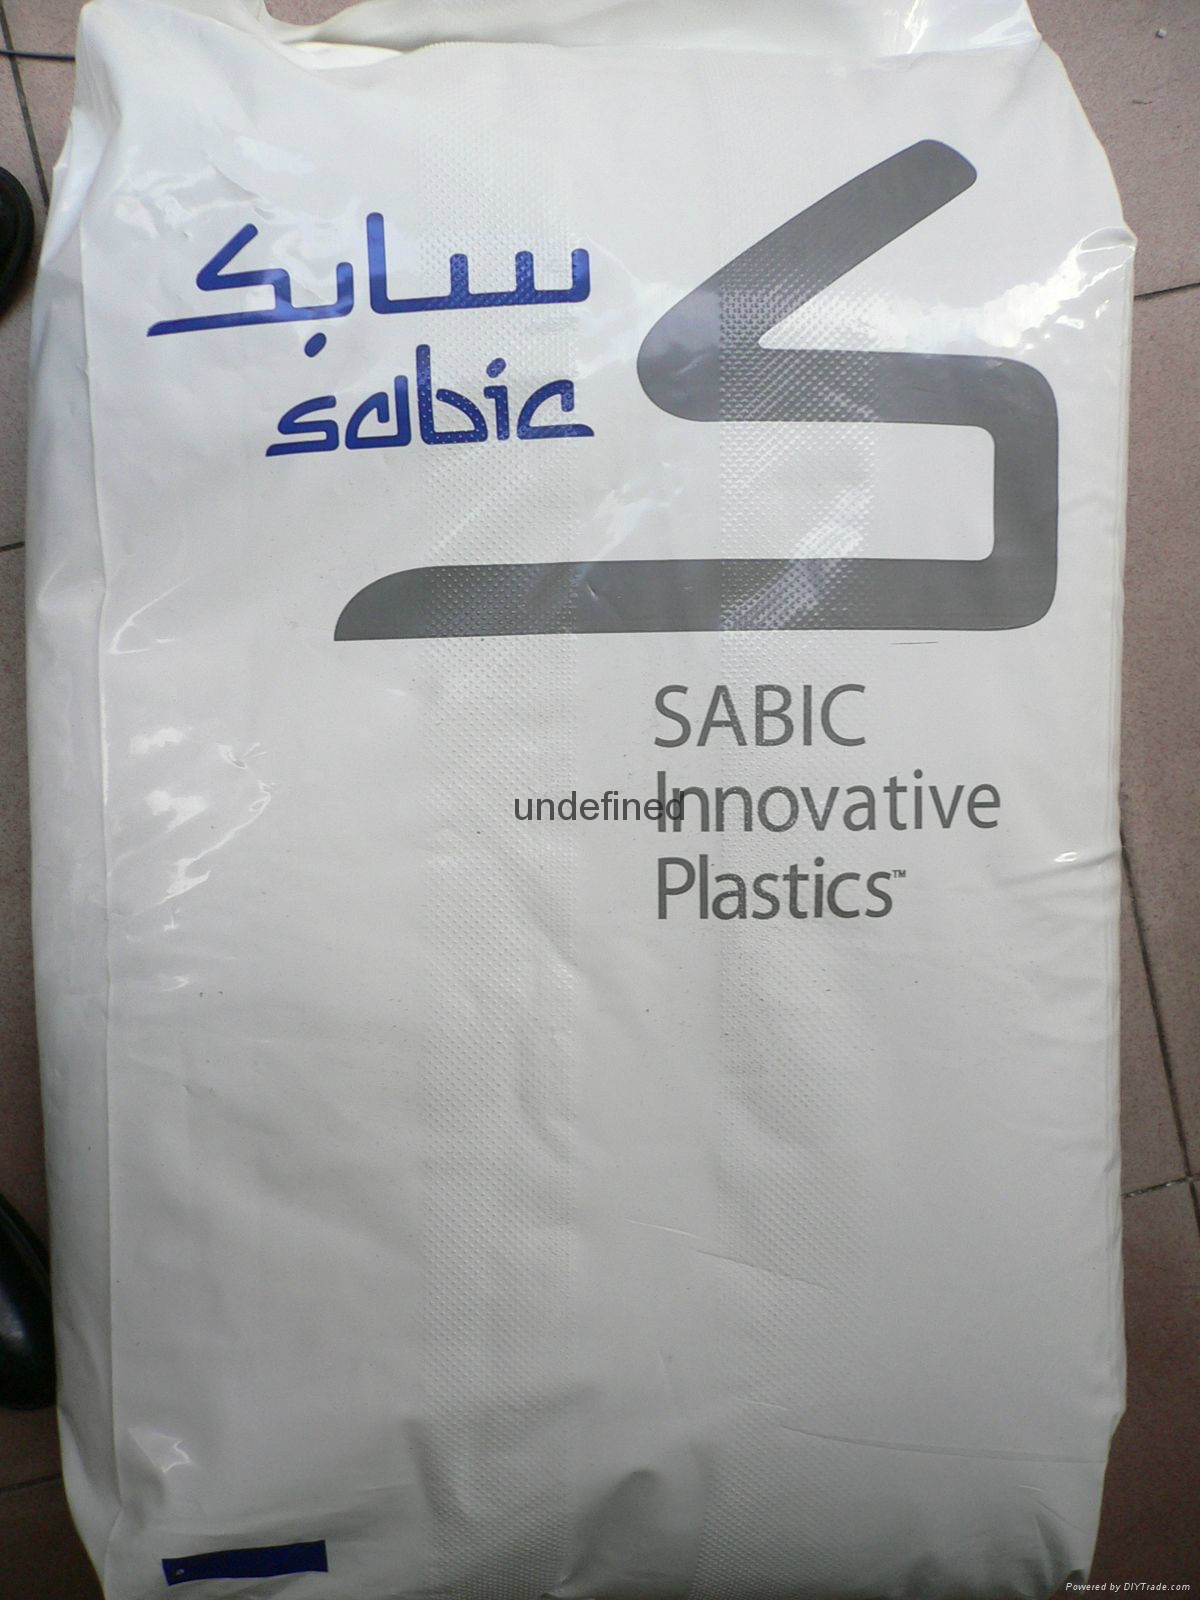 سابك
sabic
SABIC
Innovative
Plastics™
undefined
Powered by DIYTrade.com